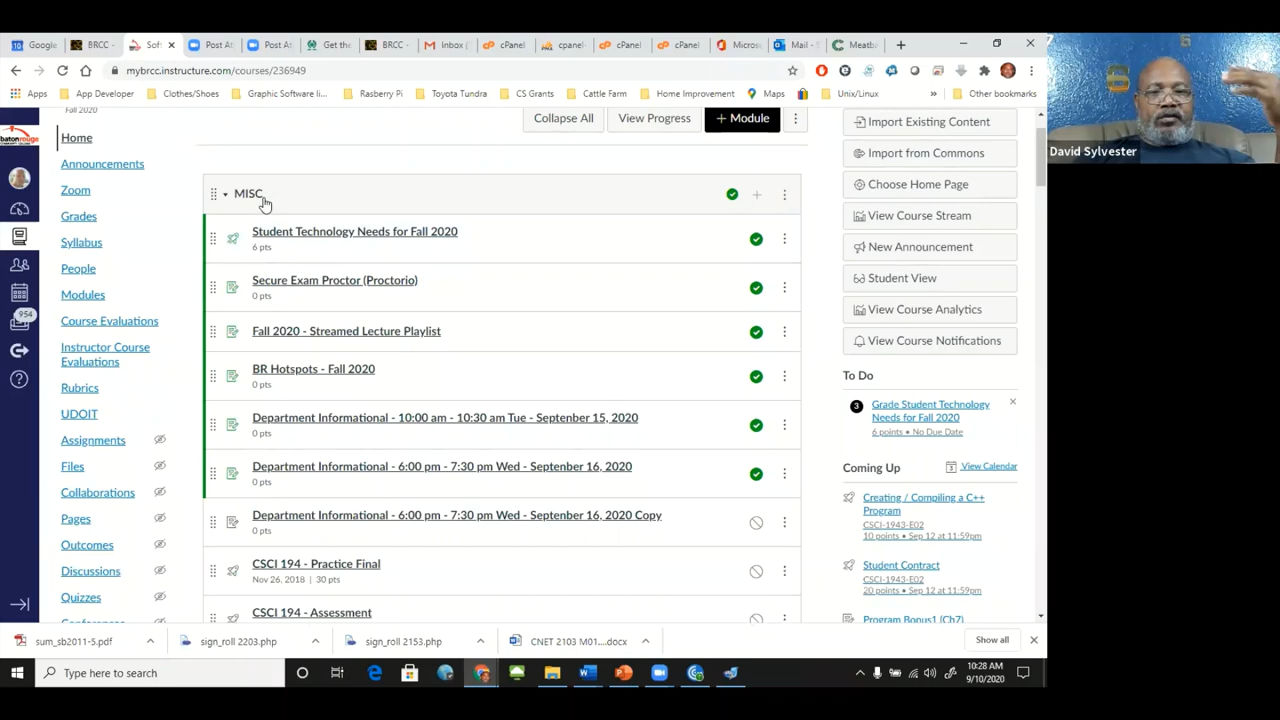 Google
BRCC -
Sof
Post At
Post At
Get the
BRCC -
Inbox (
cPanel
cpanel-
cPanel
cPanel
Micros
Mail -
Meatb
mybrcc.instructure.com/courses/236949
Apps
App Developer
Clothes/Shoes
Graphic Software li...
Rasberry Pi
Toyota Tundra
CS Grants
Cattle Farm
Home Improvement
Maps
Unix/Linux
»
Other bookmarks
David Sylvester
batonrouge
954
Fall 2020
Home
Announcements
Zoom
Grades
Syllabus
People
Modules
Course Evaluations
Instructor Course
Evaluations
Rubrics
UDOIT
Assignments
Files
Collaborations
Pages
Outcomes
Discussions
Quizzes
Collapse All
View Progress
+ Module
MISC
Student Technology Needs for Fall 2020
6 pts
Secure Exam Proctor (Proctorio)
0 pts
Fall 2020 - Streamed Lecture Playlist
BR Hotspots - Fall 2020
0 pts
Department Informational - 10:00 am - 10:30 am Tue - Septenber 15, 2020
0 pts
Department Informational - 6:00 pm - 7:30 pm Wed - Septenber 16, 2020
0 pts
Department Informational - 6:00 pm - 7:30 pm Wed - Septenber 16, 2020 Copy
0 pts
CSCI 194 - Practice Final
Nov 26, 2018 | 30 pts
CSCI 194 - Assessment
Import Existing Content
Import from Commons
Choose Home Page
View Course Stream
New Announcement
Student View
View Course Analytics
View Course Notifications
To Do
3
Grade Student Technology
Needs for Fall 2020
6 points • No Due Date
Coming Up
View Calendar
Creating / Compiling a C++
Program
CSCI-1943-E02
10 points • Sep 12 at 11:59pm
Student Contract
CSCI-1943-E02
20 points • Sep 12 at 11:59pm
Program Bonus1 (Ch7)
sum_sb2011-5.pdf
sign_roll 2203.php
sign_roll 2153.php
CNET 2103 M01....docx
Show all
Type here to search
10:28 AM
9/10/2020